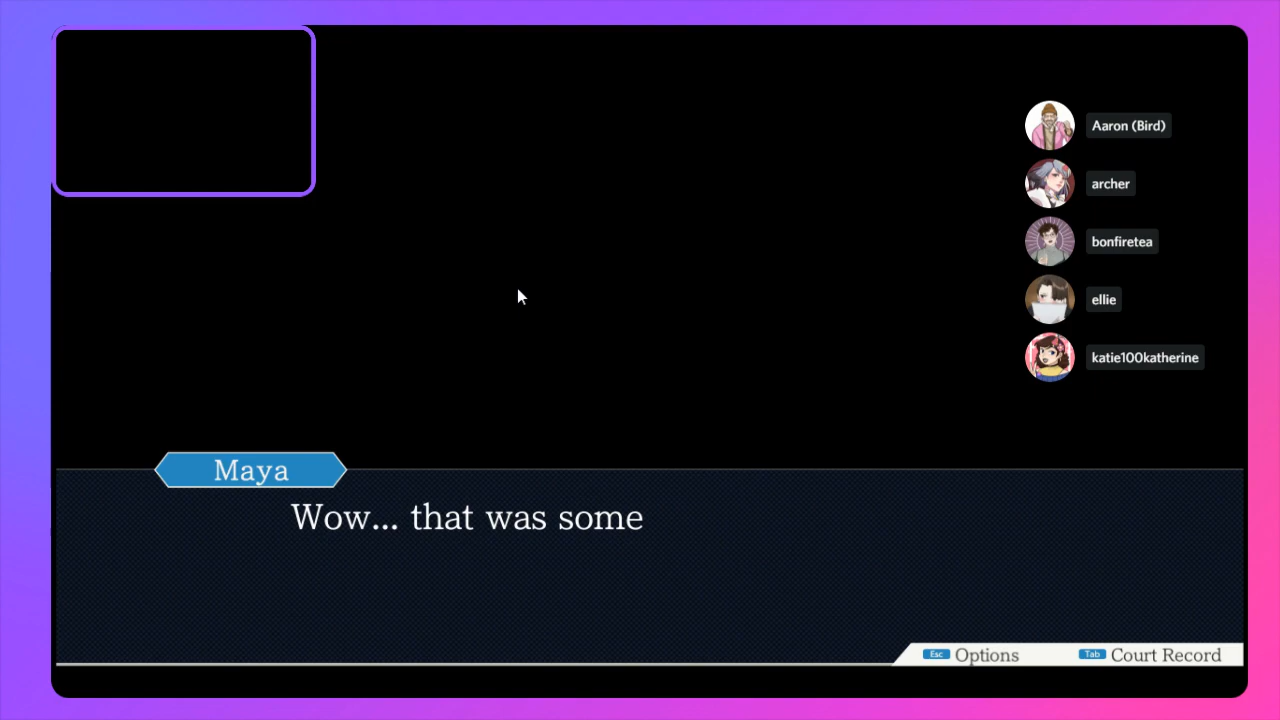 Aaron (Bird)
archer
bonfiretea
ellie
katie100katherine
Maya
Wow... that was some
Esc Options Tab Court Record